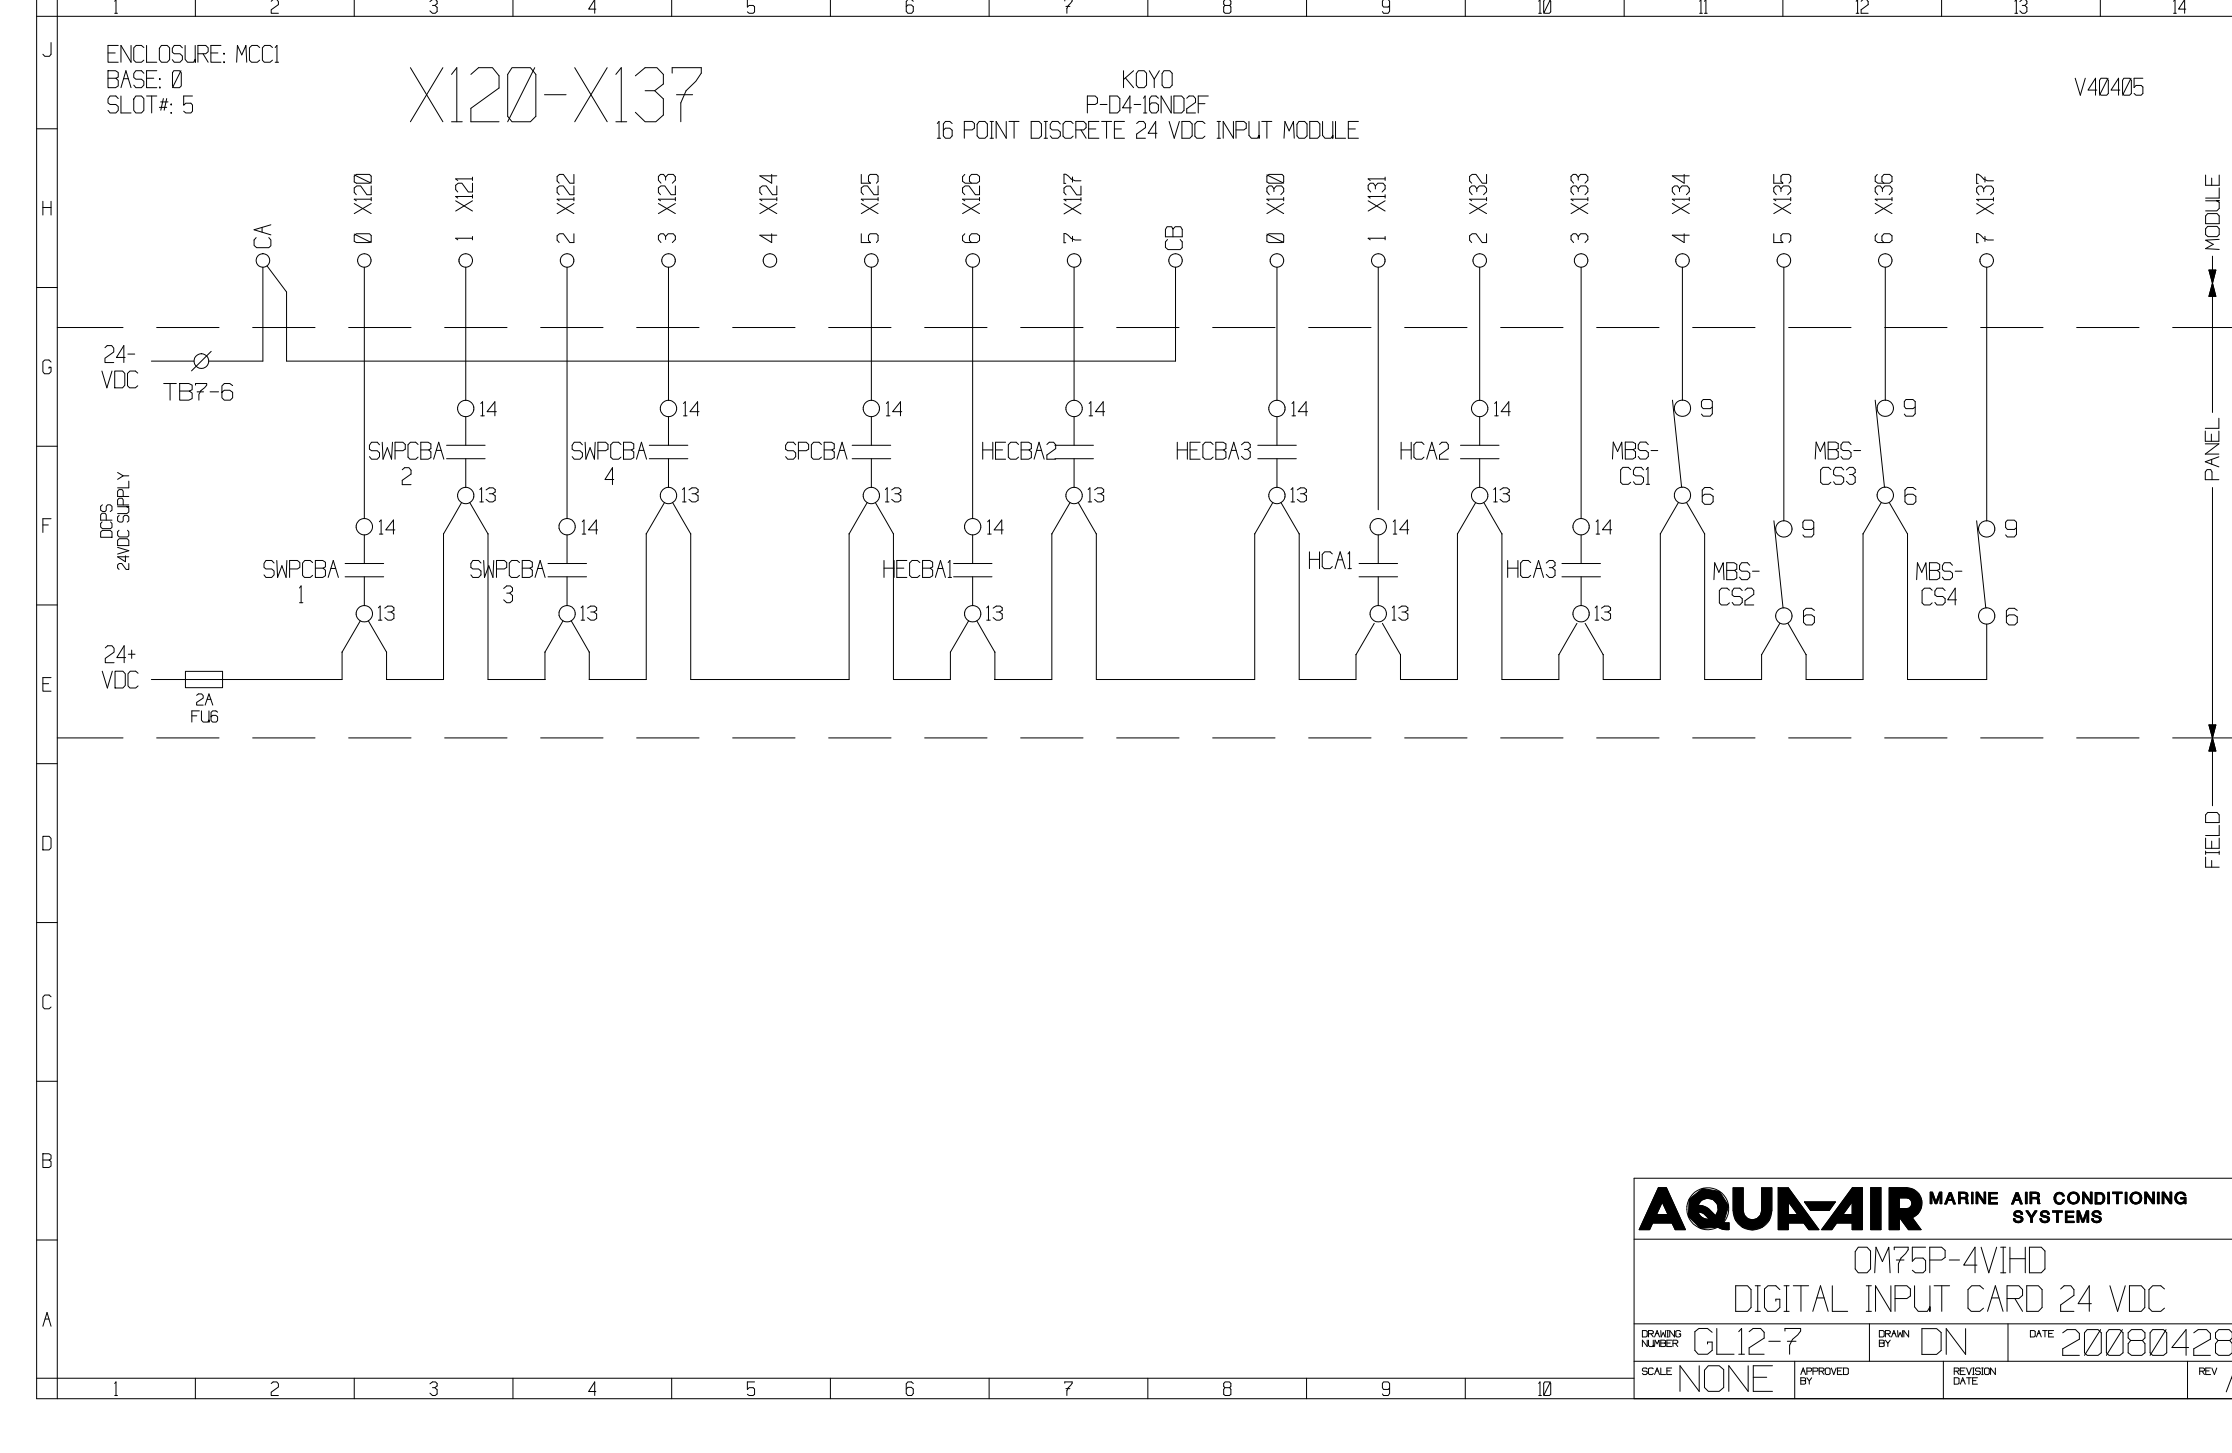 1 2 3 4 5 6 7 8 9 10 11 12 13 14
J
ENCLOSURE: MCC1
BASE: 0
SLOT#: 5
X120-X137
KOYO
P-D4-16ND2F
16 POINT DISCRETE 24 VDC INPUT MODULE
V40405
H
CA
0 X120
1 X121
2 X122
3 X123
4 X124
5 X125
6 X126
7 X127
CB
0 X130
1 X131
2 X132
3 X133
4 X134
5 X135
6 X136
7 X137
MODULE
G
24-
VDC
TB7-6
14 14 14 14 14 14 9 9
SWPCBA
2
SWPCBA
4
SPCBA
HECBA2
HECBA3
HCA2
MBS-
CS1
MBS-
CS3
PANEL
13 13 13 13 13 13 6 6
F
DCPS
24VDC SUPPLY
14 14 14 14 14 9 9
SWPCBA
1
SWPCBA
3
HECBA1
HCA1
HCA3
MBS-
CS2
MBS-
CS4
13 13 13 13 13 6 6
E
24+
VDC
2A
FU6
D
FIELD
C
B
A
AQUA-AIR MARINE AIR CONDITIONING
SYSTEMS
OM75P-4VIHD
DIGITAL INPUT CARD 24 VDC
DRAWING
NUMBER GL12-7
DRAWN
BY DN
DATE 20080428
SCALE NONE
APPROVED
BY
REVISION
DATE
REV
1 2 3 4 5 6 7 8 9 10